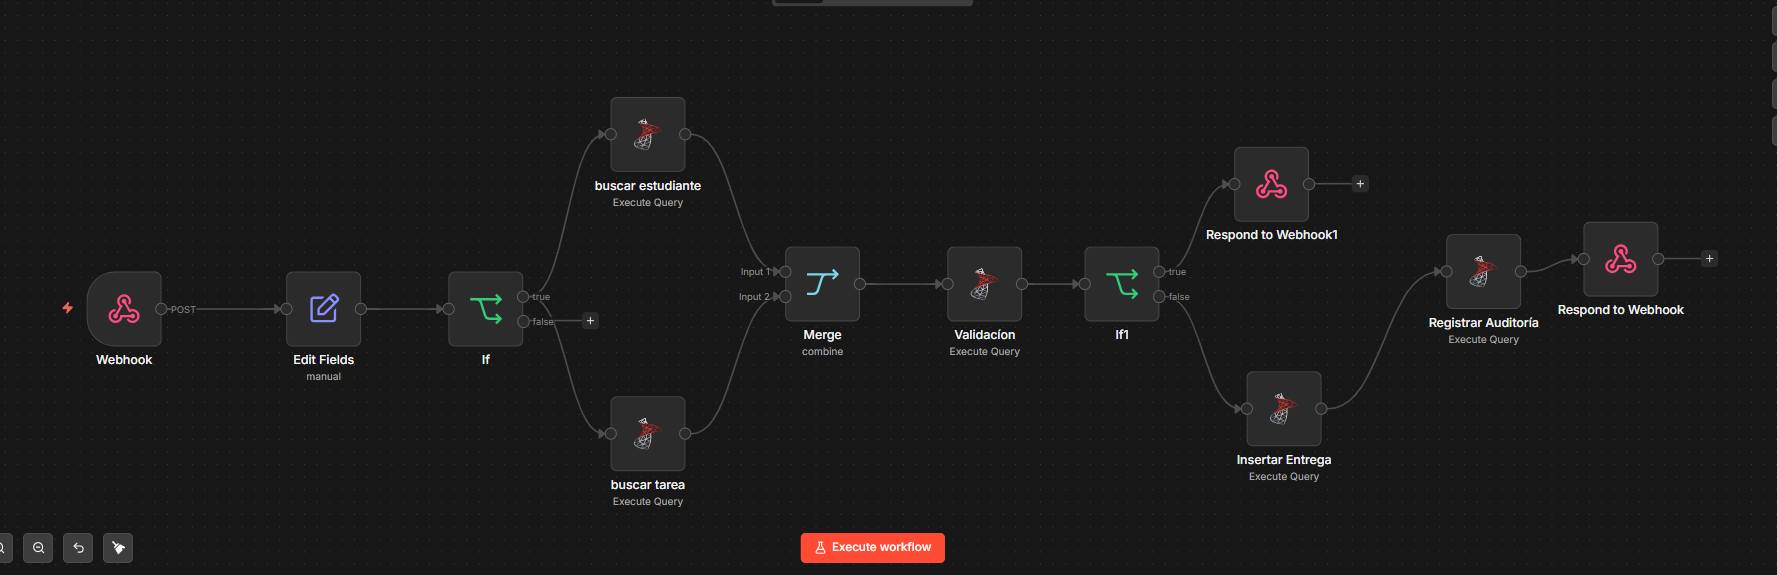 POST
Webhook
Edit Fields
manual
true
false
If
buscar estudiante
Execute Query
buscar tarea
Execute Query
Input 1
Input 2
Merge
combine
Validacíon
Execute Query
true
false
If1
Respond to Webhook1
Insertar Entrega
Execute Query
Registrar Auditoría
Execute Query
Respond to Webhook
Execute workflow